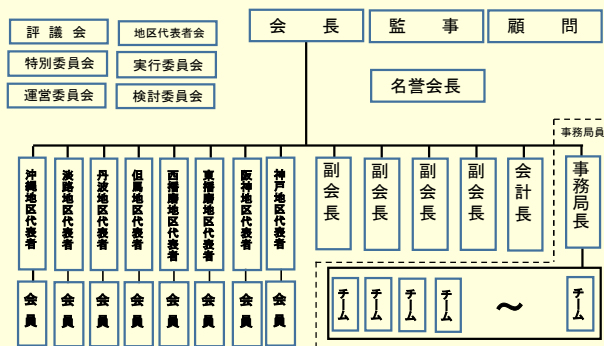 評議会
地区代表者会
会長
監事
顧問
特別委員会
実行委員会
名誉会長
運営委員会
検討委員会
事務局員
沖縄地区代表者
淡路地区代表者
丹波地区代表者
但馬地区代表者
西播磨地区代表者
東播磨地区代表者
阪神地区代表者
神戸地区代表者
副会長
副会長
副会長
副会長
会計長
事務局長
会員
会員
会員
会員
会員
会員
会員
会員
チーム
チーム
チーム
チーム
～
チーム